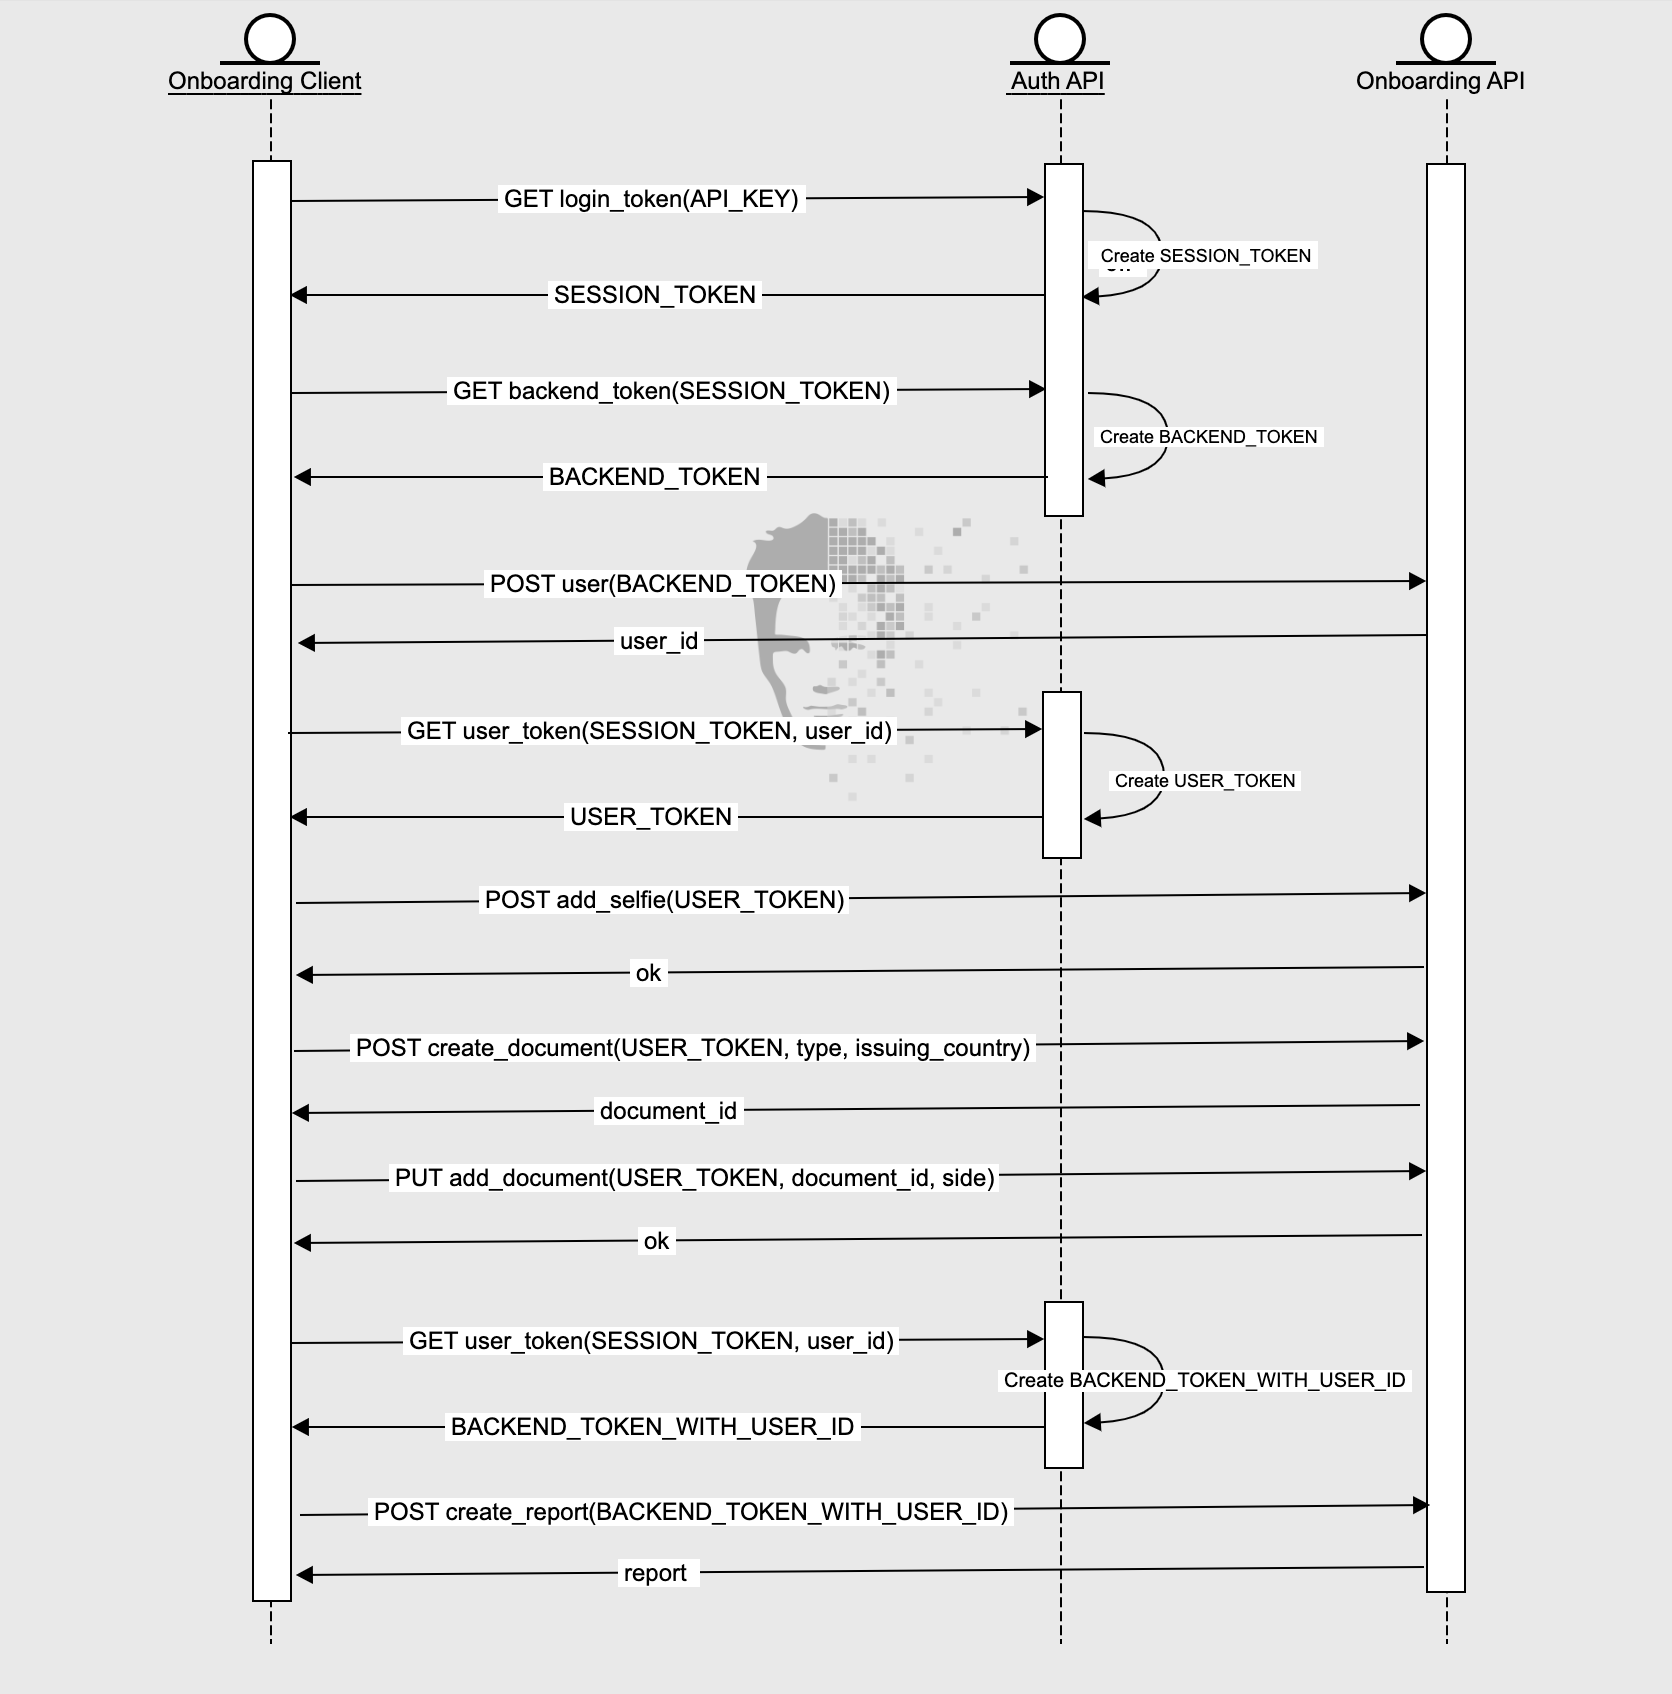 Onboarding Client
Auth API
Onboarding API
GET login_token(API_KEY)
Create SESSION_TOKEN
SESSION_TOKEN
GET backend_token(SESSION_TOKEN)
Create BACKEND_TOKEN
BACKEND_TOKEN
POST user(BACKEND_TOKEN)
user_id
GET user_token(SESSION_TOKEN, user_id)
Create USER_TOKEN
USER_TOKEN
POST add_selfie(USER_TOKEN)
ok
POST create_document(USER_TOKEN, type, issuing_country)
document_id
PUT add_document(USER_TOKEN, document_id, side)
ok
GET user_token(SESSION_TOKEN, user_id)
Create BACKEND_TOKEN_WITH_USER_ID
BACKEND_TOKEN_WITH_USER_ID
POST create_report(BACKEND_TOKEN_WITH_USER_ID)
report